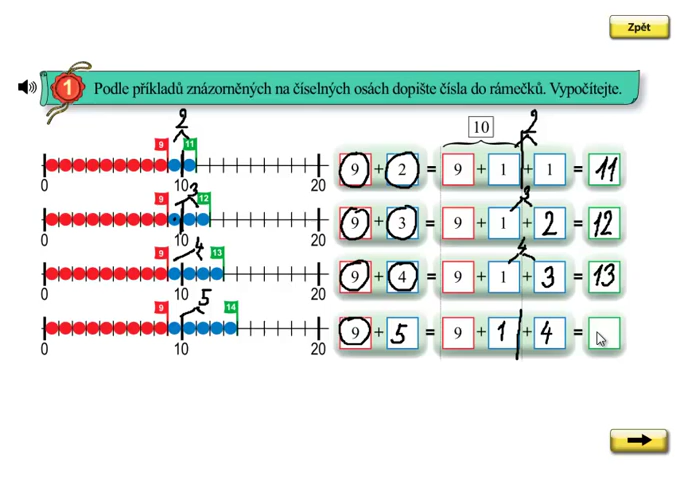 Zpět
1 Podle příkladů znázorněných na číselných osách dopište čísla do rámečků. Vypočítejte.
2 10 2
9 11
0 10 20 9 + 2 = 9 + 1 + 1 = 11
3 3
9 12
0 10 20 9 + 3 = 9 + 1 + 2 = 12
4 4
9 13
0 10 20 9 + 4 = 9 + 1 + 3 = 13
5
9 14
0 10 20 9 + 5 = 9 + 1 + 4 =